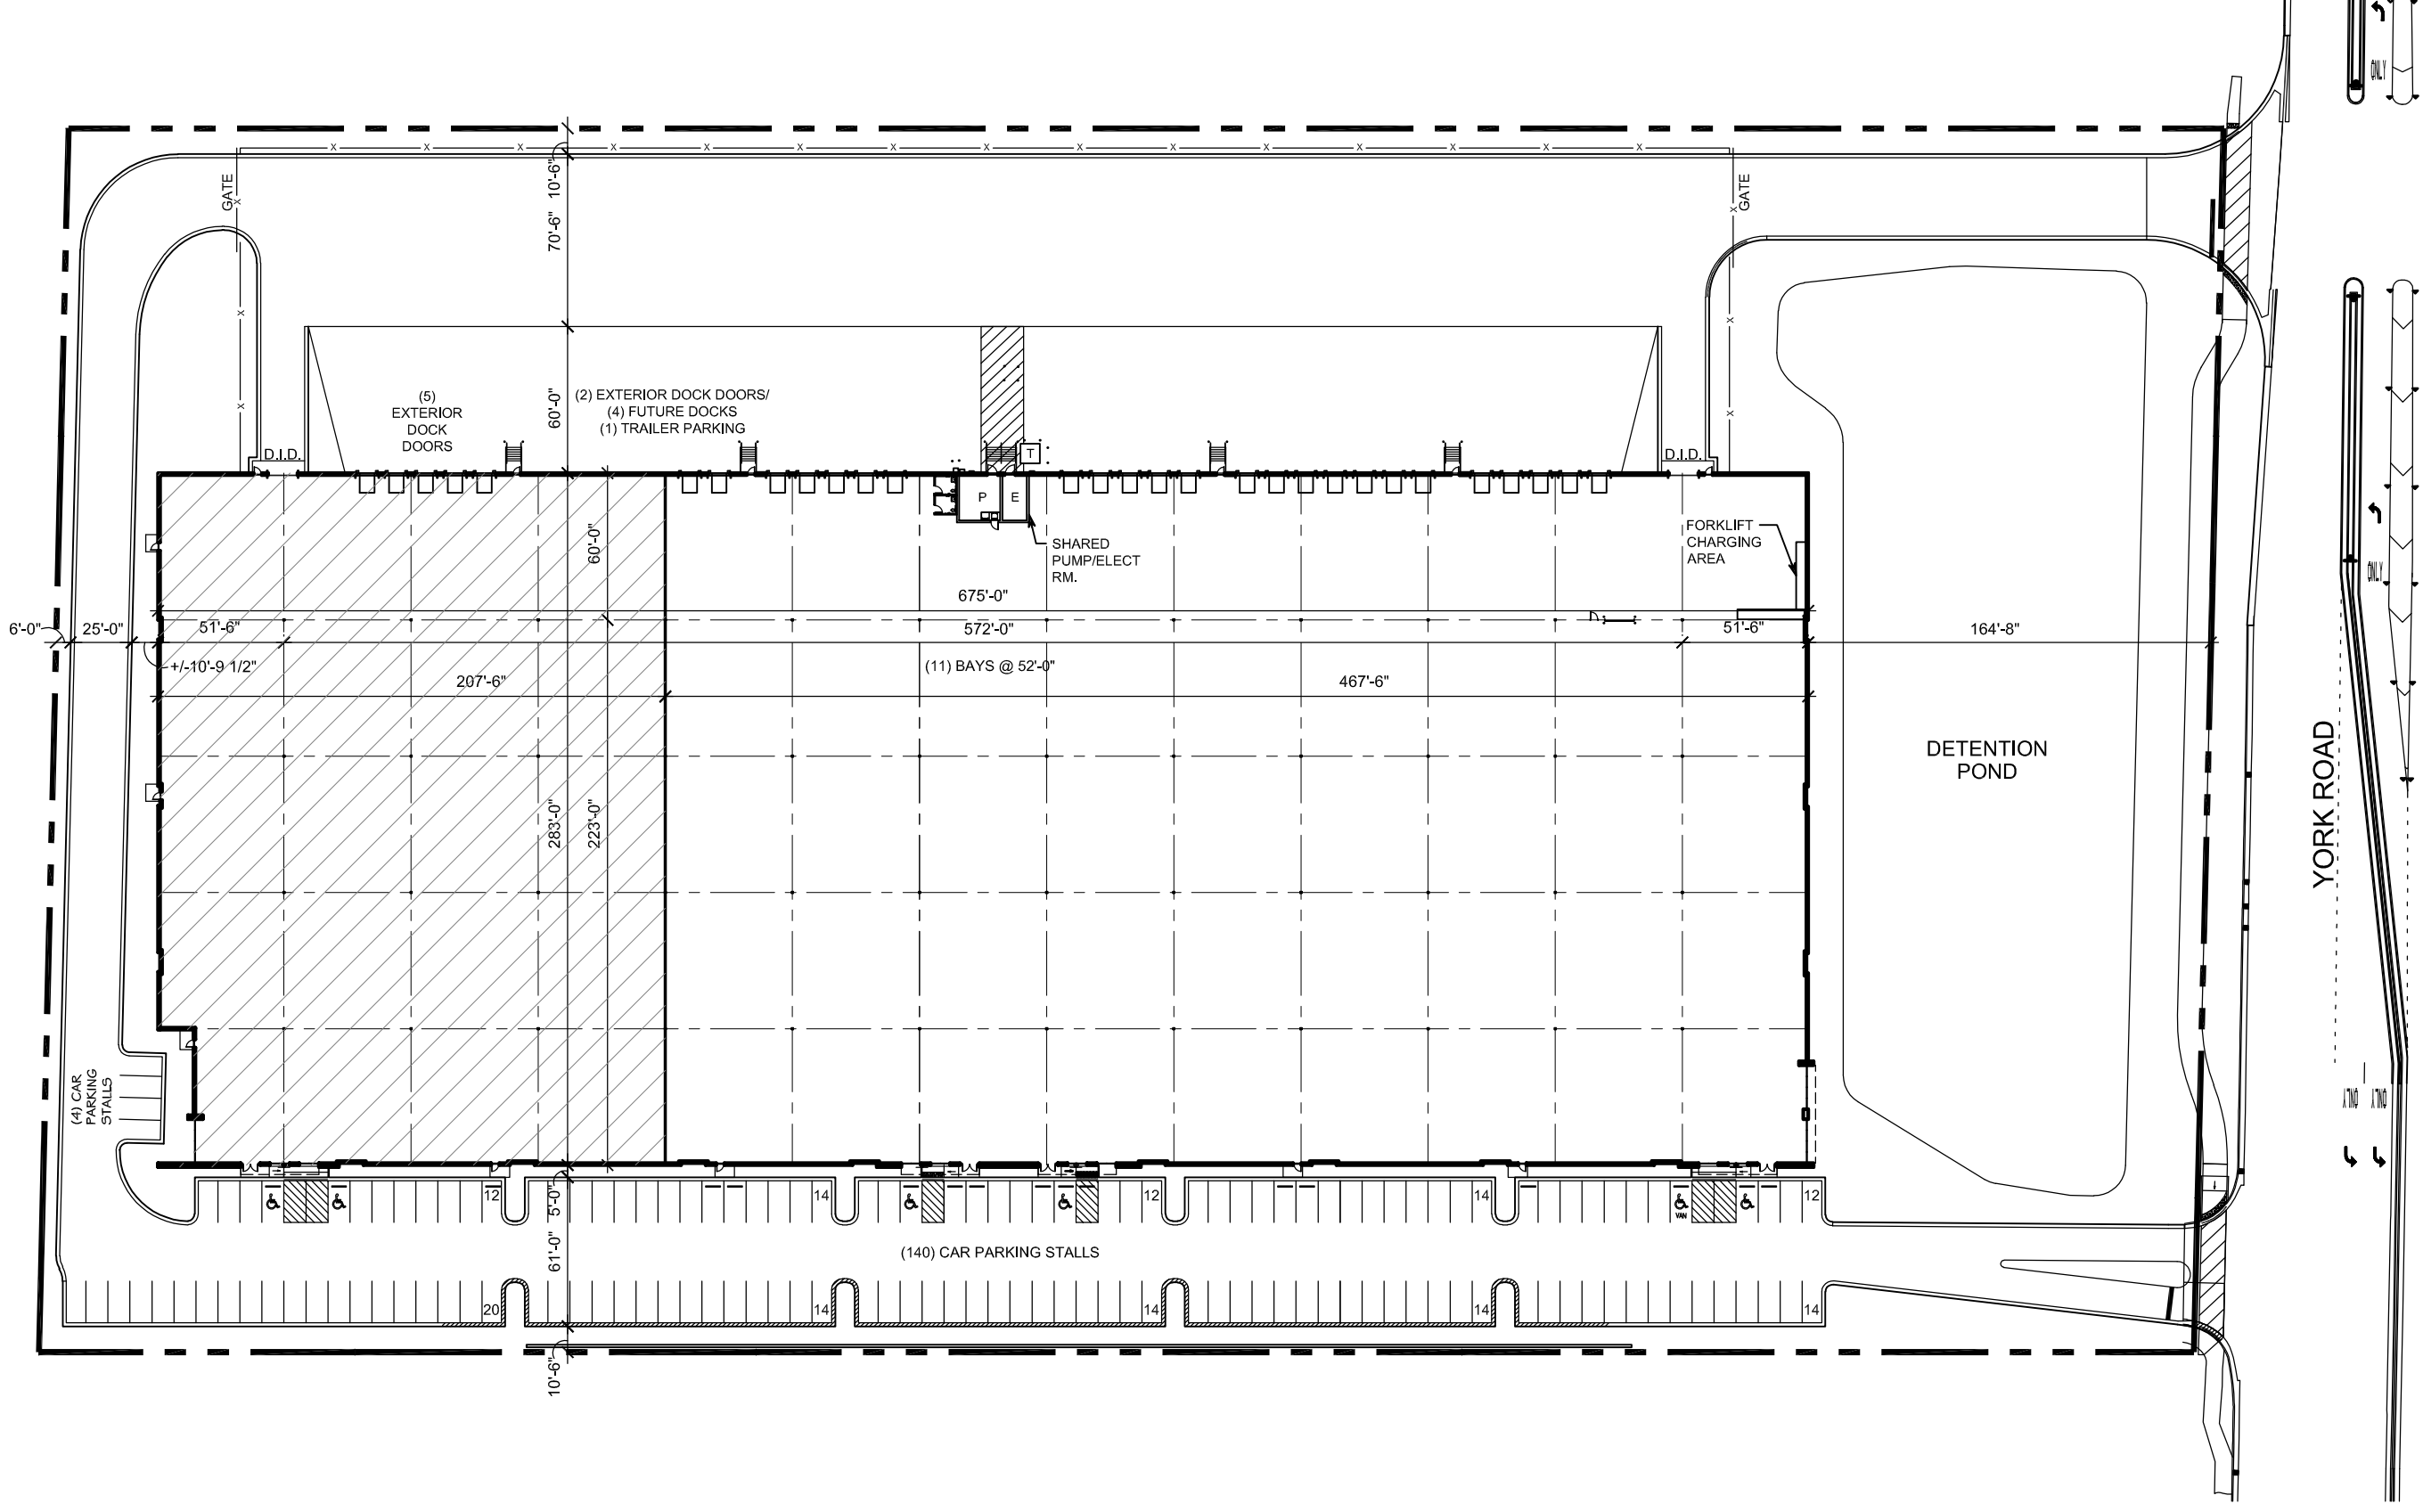 ONLY
X X X X X X X X X X X X X X X
10'-6"
GATE
X
GATE
X
70'-6"
X
X
(5)
EXTERIOR
DOCK
DOORS
60'-0"
(2) EXTERIOR DOCK DOORS/
(4) FUTURE DOCKS
(1) TRAILER PARKING
X
X
D.I.D.
T
D.I.D.
P
E
60'-0"
SHARED
PUMP/ELECT
RM.
FORKLIFT
CHARGING
AREA
ONLY
675'-0"
6'-0"
25'-0"
51'-6"
572'-0"
51'-6"
164'-8"
+/-10'-9 1/2"
(11) BAYS @ 52'-0"
207'-6"
467'-6"
DETENTION
POND
YORK ROAD
283'-0"
223'-0"
(4) CAR
PARKING
STALLS
ONLY
ONLY
12
5'-0"
14
12
14
VAN
12
61'-0"
(140) CAR PARKING STALLS
20
14
14
14
14
10'-6"